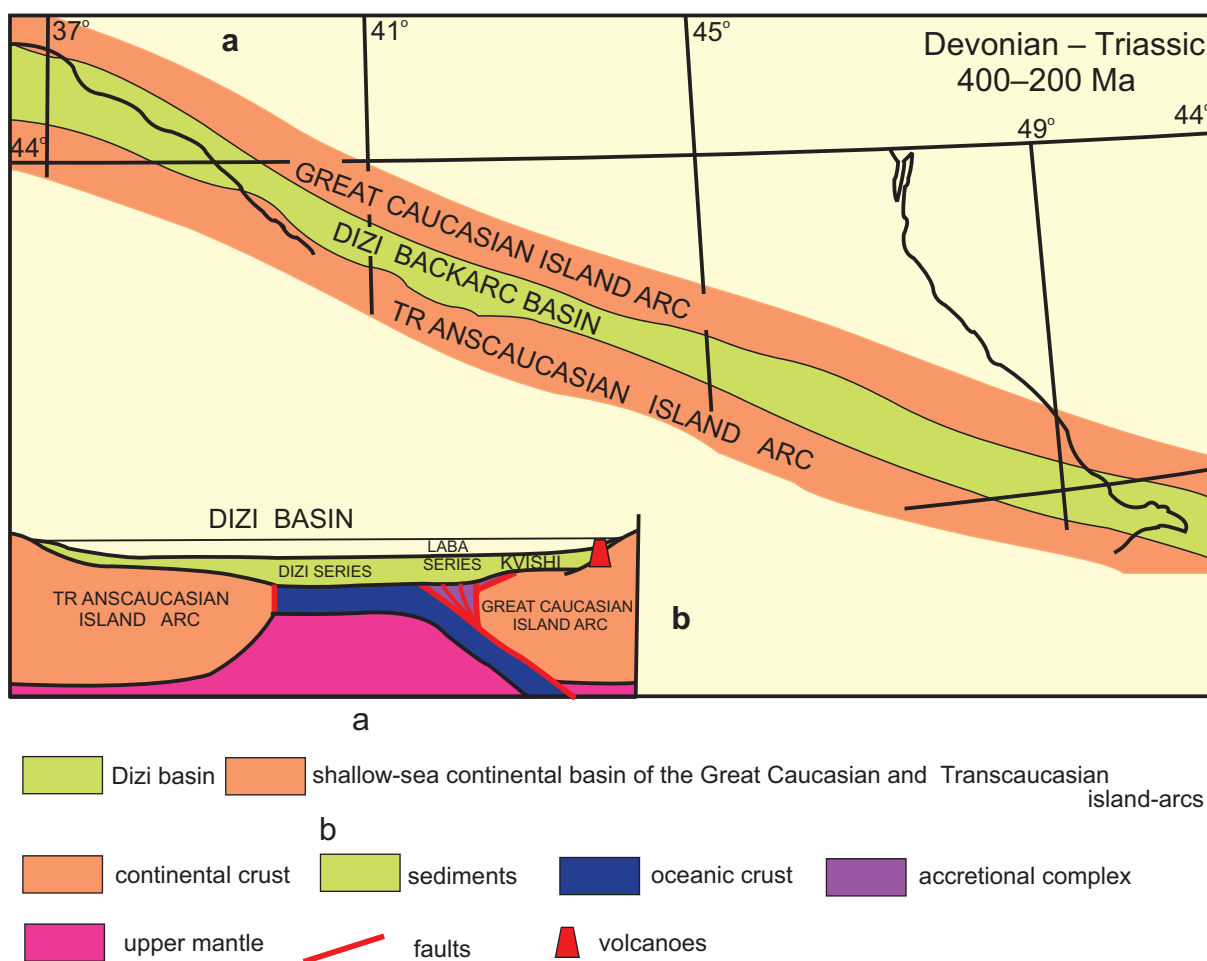 37°
a
41°
45°
Devonian – Triassic
400–200 Ma
44°
49°
44°
GREAT CAUCASIAN ISLAND ARC
DIZI BACKARC BASIN
TR ANSCAUCASIAN ISLAND ARC
DIZI BASIN
LABA
SERIES
KVISHI
DIZI SERIES
TR ANSCAUCASIAN
ISLAND ARC
GREAT CAUCASIAN
ISLAND ARC
b
a
Dizi basin
shallow-sea continental basin of the Great Caucasian and Transcaucasian
island-arcs
b
continental crust
sediments
oceanic crust
accretional complex
upper mantle
faults
volcanoes